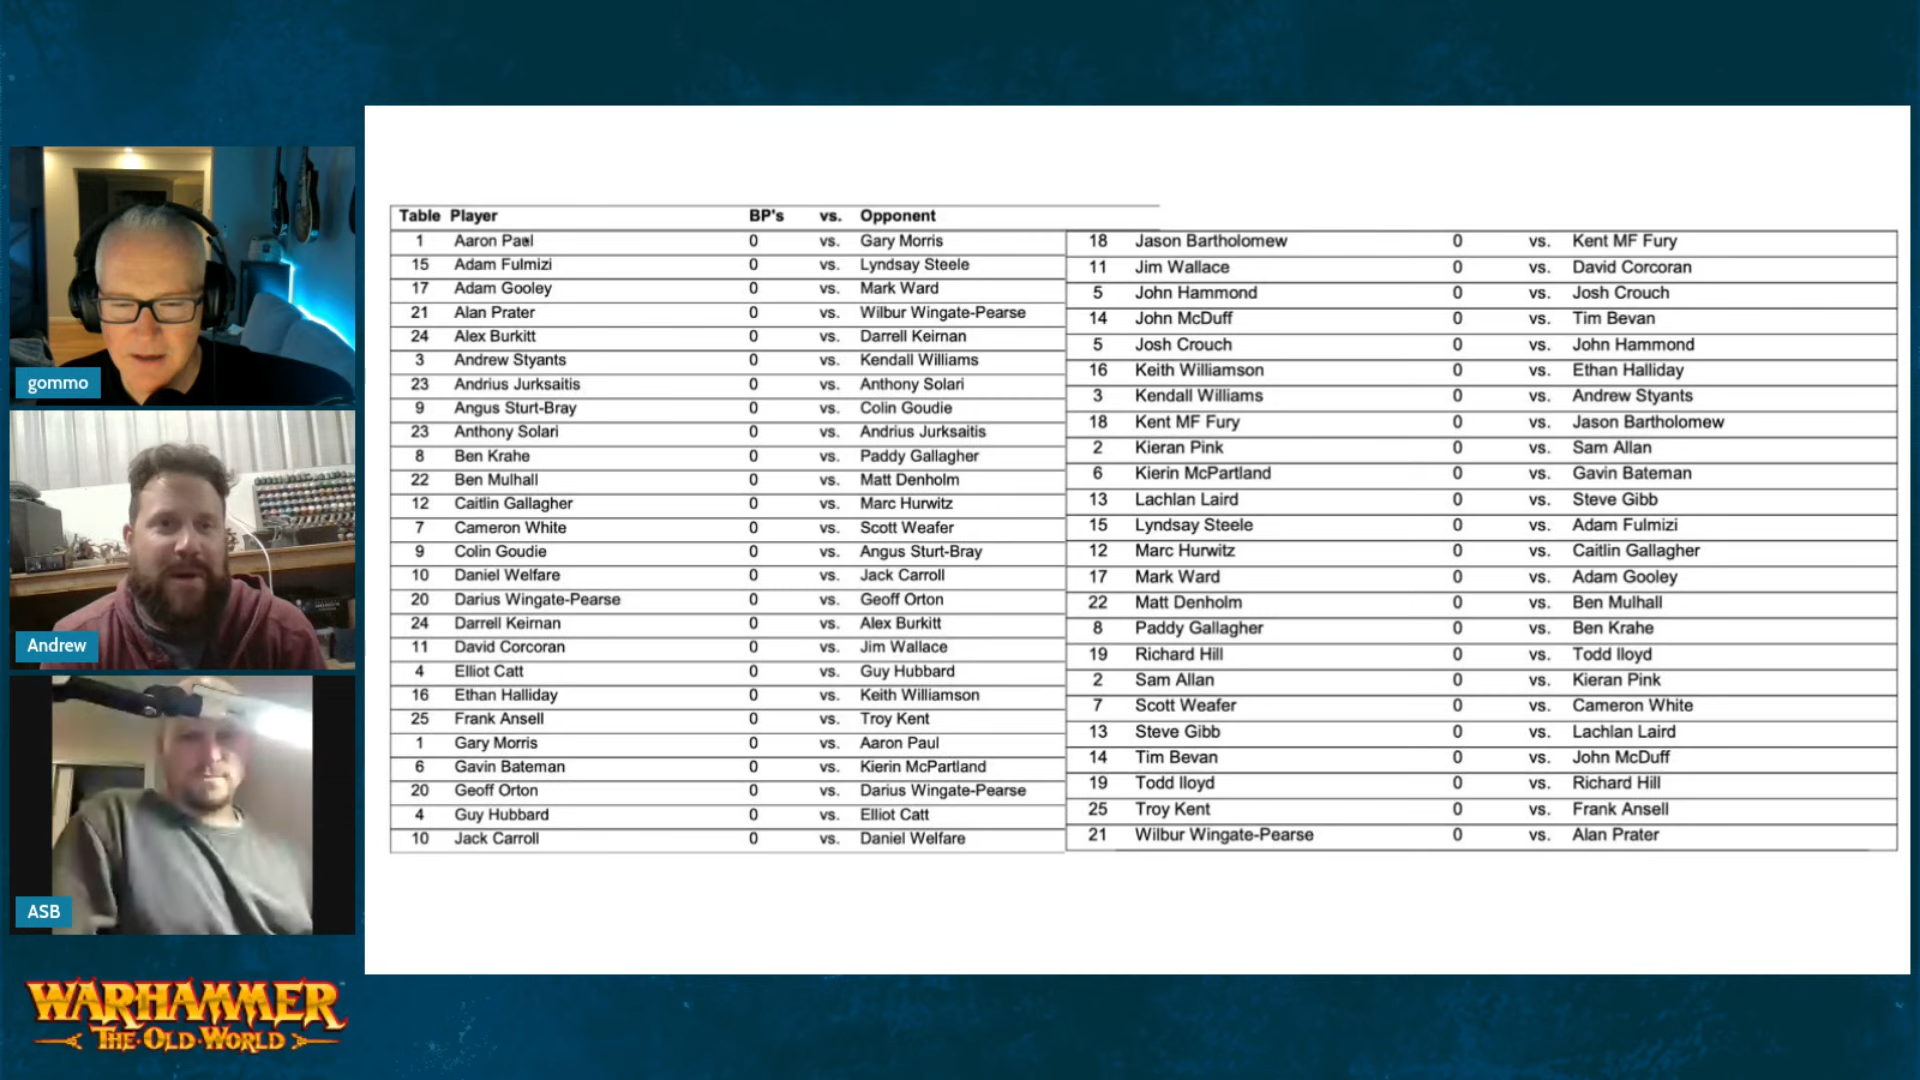 Table Player BP's vs. Opponent
1 Aaron Paul 0 vs. Gary Morris
15 Adam Fulmizi 0 vs. Lyndsay Steele
17 Adam Gooley 0 vs. Mark Ward
21 Alan Prater 0 vs. Wilbur Wingate-Pearse
24 Alex Burkitt 0 vs. Darrell Keirnan
3 Andrew Styants 0 vs. Kendall Williams
23 Andrius Jurksaitis 0 vs. Anthony Solari
9 Angus Sturt-Bray 0 vs. Colin Goudie
23 Anthony Solari 0 vs. Andrius Jurksaitis
8 Ben Krahe 0 vs. Paddy Gallagher
22 Ben Mulhall 0 vs. Matt Denholm
12 Caitlin Gallagher 0 vs. Marc Hurwitz
7 Cameron White 0 vs. Scott Weafer
9 Colin Goudie 0 vs. Angus Sturt-Bray
10 Daniel Welfare 0 vs. Jack Carroll
20 Darius Wingate-Pearse 0 vs. Geoff Orton
24 Darrell Keirnan 0 vs. Alex Burkitt
11 David Corcoran 0 vs. Jim Wallace
4 Elliot Catt 0 vs. Guy Hubbard
16 Ethan Halliday 0 vs. Keith Williamson
25 Frank Ansell 0 vs. Troy Kent
1 Gary Morris 0 vs. Aaron Paul
6 Gavin Bateman 0 vs. Kierin McPartland
20 Geoff Orton 0 vs. Darius Wingate-Pearse
4 Guy Hubbard 0 vs. Elliot Catt
10 Jack Carroll 0 vs. Daniel Welfare
18 Jason Bartholomew 0 vs. Kent MF Fury
11 Jim Wallace 0 vs. David Corcoran
5 John Hammond 0 vs. Josh Crouch
14 John McDuff 0 vs. Tim Bevan
5 Josh Crouch 0 vs. John Hammond
16 Keith Williamson 0 vs. Ethan Halliday
3 Kendall Williams 0 vs. Andrew Styants
18 Kent MF Fury 0 vs. Jason Bartholomew
2 Kieran Pink 0 vs. Sam Allan
6 Kierin McPartland 0 vs. Gavin Bateman
13 Lachlan Laird 0 vs. Steve Gibb
15 Lyndsay Steele 0 vs. Adam Fulmizi
12 Marc Hurwitz 0 vs. Caitlin Gallagher
17 Mark Ward 0 vs. Adam Gooley
22 Matt Denholm 0 vs. Ben Mulhall
8 Paddy Gallagher 0 vs. Ben Krahe
19 Richard Hill 0 vs. Todd lloyd
2 Sam Allan 0 vs. Kieran Pink
7 Scott Weafer 0 vs. Cameron White
13 Steve Gibb 0 vs. Lachlan Laird
14 Tim Bevan 0 vs. John McDuff
19 Todd lloyd 0 vs. Richard Hill
25 Troy Kent 0 vs. Frank Ansell
21 Wilbur Wingate-Pearse 0 vs. Alan Prater
gommo
Andrew
ASB
WARHAMMER
THE·OLD·WORLD